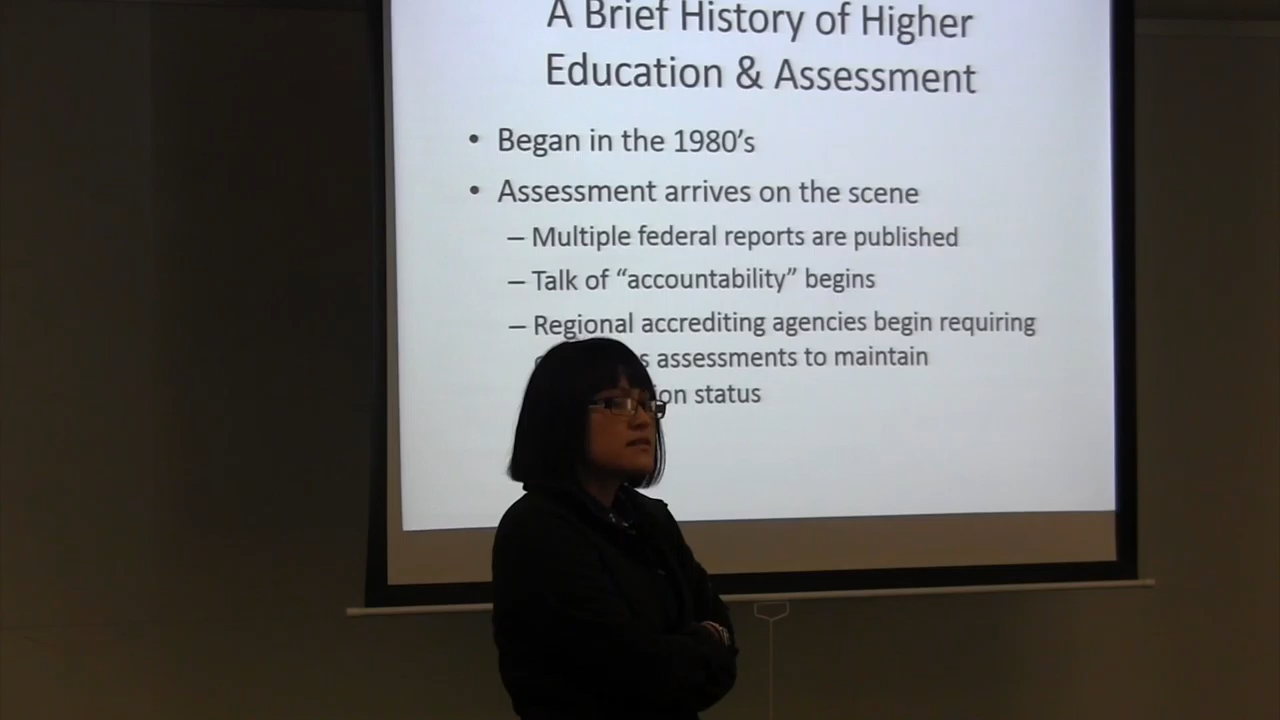 A Brief History of Higher
Education & Assessment
• Began in the 1980's
• Assessment arrives on the scene
– Multiple federal reports are published
– Talk of “accountability” begins
– Regional accrediting agencies begin requiring
assessments to maintain
status